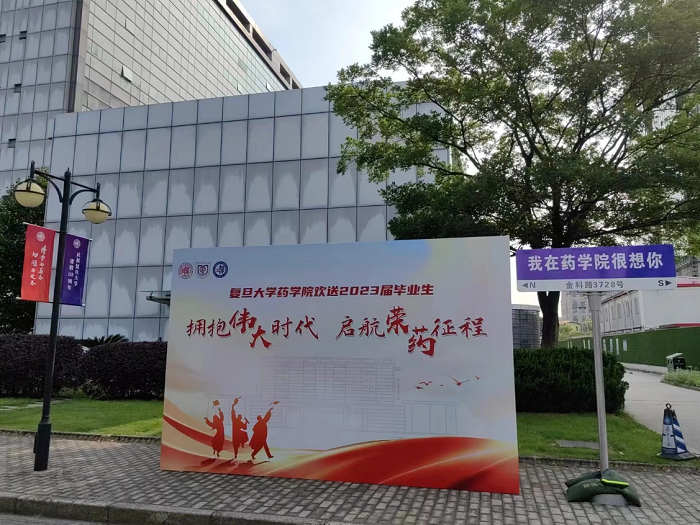 复旦大学药学院欢送2023届毕业生
拥抱伟大时代 启航荣药征程
我在药学院很想你
N 金科路3728号 S